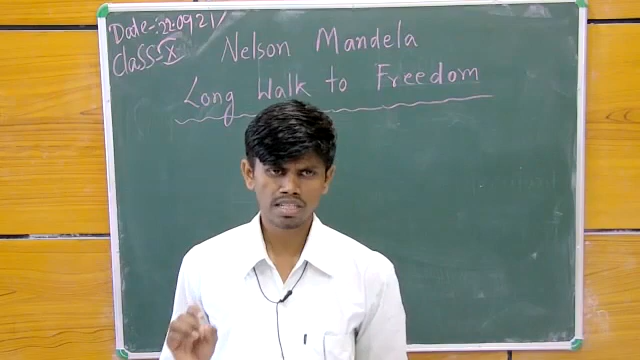 Date-:22.09.21/
Class-X
Nelson Mandela
Long Walk to Freedom